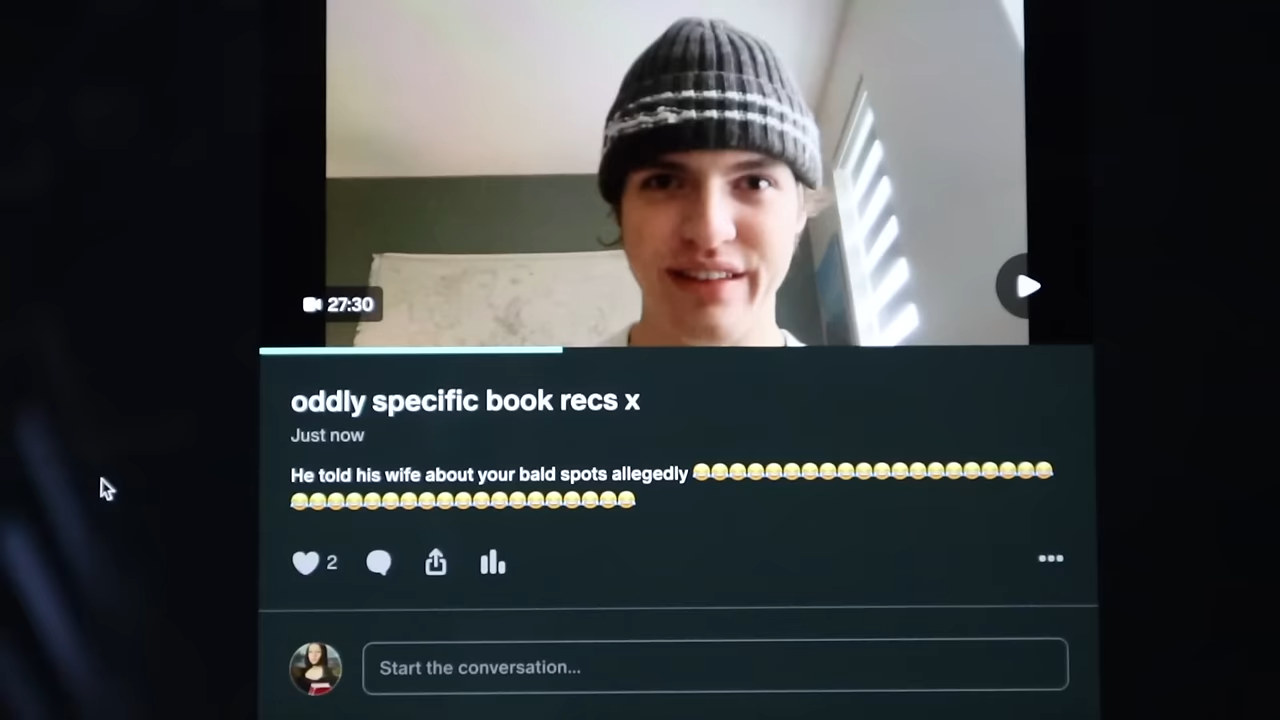 27:30
oddly specific book recs x
Just now
He told his wife about your bald spots allegedly 😂😂😂😂😂😂😂😂😂😂😂😂😂😂😂😂😂😂😂😂
😂😂😂😂😂😂😂😂😂😂😂😂😂😂😂😂😂😂😂
2
Start the conversation...